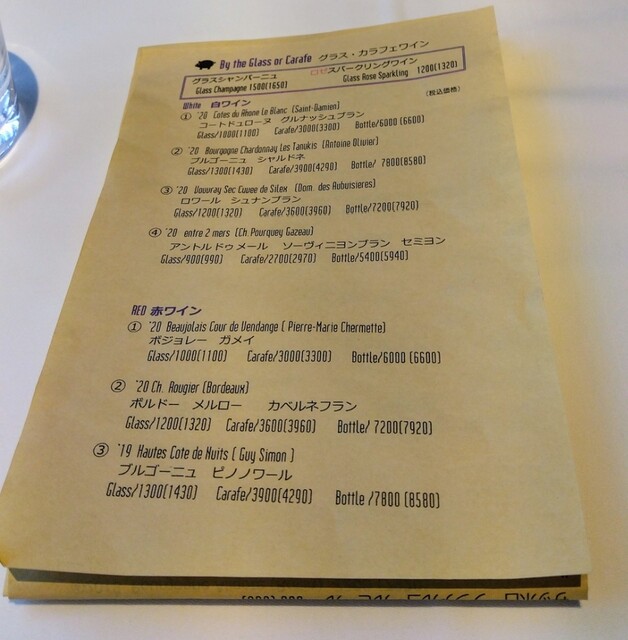 By the Glass or Carafe グラス・カラフェワイン
グラスシャンパーニュ ロゼスパークリングワイン
Glass Champagne 1500(1650) Glass Rose Sparkling 1200(1320)
(税込価格)
White 白ワイン
① '20 Cotes du Rhone Le Blanc (Saint-Damien)
コートドュローヌ グルナッシュブラン
Glass/1000(1100) Carafe/3000(3300) Bottle/6000 (6600)
② '20 Bourgogne Chardonnay Les Tanukis (Antoine Olivier)
ブルゴーニュ シャルドネ
Glass/1300(1430) Carafe/3900(4290) Bottle/ 7800(8580)
③ '20 Vouvray Sec Cuvee de Silex (Dom. des Aubuisieres)
ロワール シュナンブラン
Glass/1200(1320) Carafe/3600(3960) Bottle/7200(7920)
④ '20 entre 2 mers (Ch. Pourquey Gazeau)
アントルドゥメール ソーヴィニヨンブラン セミヨン
Glass/900(990) Carafe/2700(2970) Bottle/5400(5940)
RED 赤ワイン
① '20 Beaujolais Cour de Vendange ( Pierre-Marie Chermette)
ボジョレー ガメイ
Glass/1000(1100) Carafe/3000(3300) Bottle/6000 (6600)
② '20 Ch. Rougier (Bordeaux)
ボルドー メルロー カベルネフラン
Glass/1200(1320) Carafe/3600(3960) Bottle/ 7200(7920)
③ '19 Hautes Cote de Nuits ( Guy Simon )
ブルゴーニュ ピノノワール
Glass/1300(1430) Carafe/3900(4290) Bottle /7800 (8580)